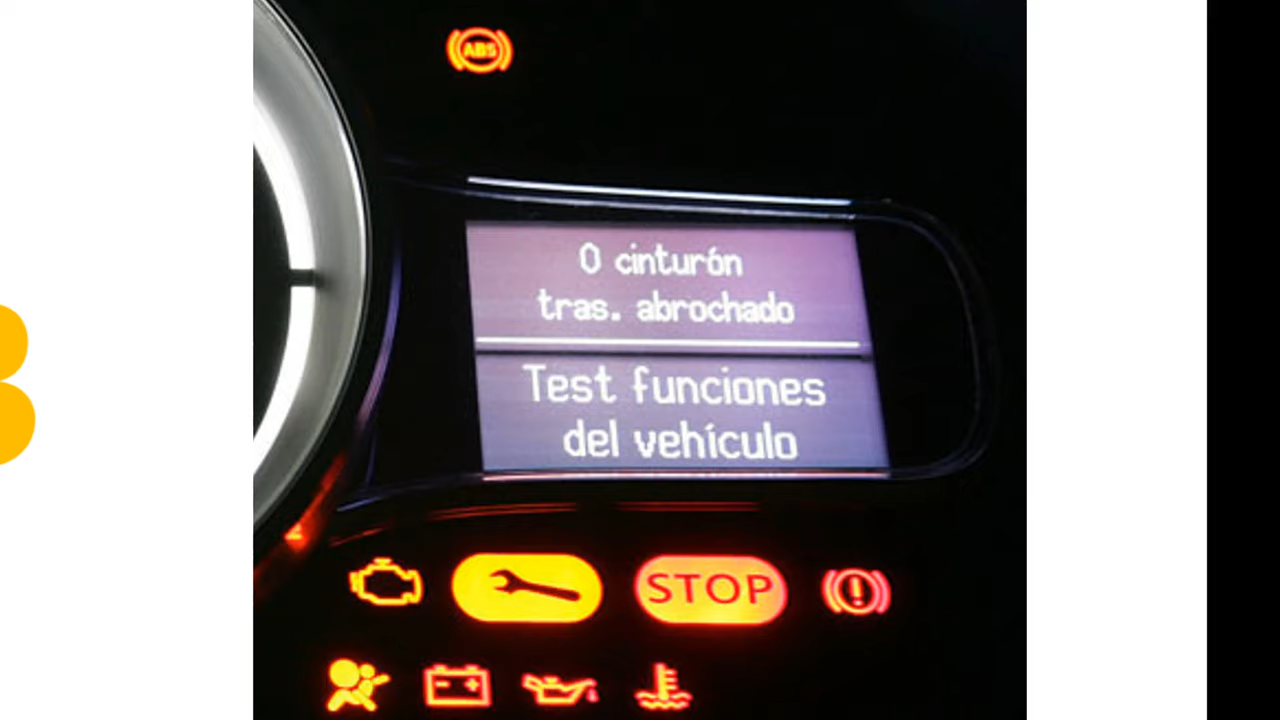 ABS
0 cinturón
tras. abrochado
Test funciones
del vehículo
STOP